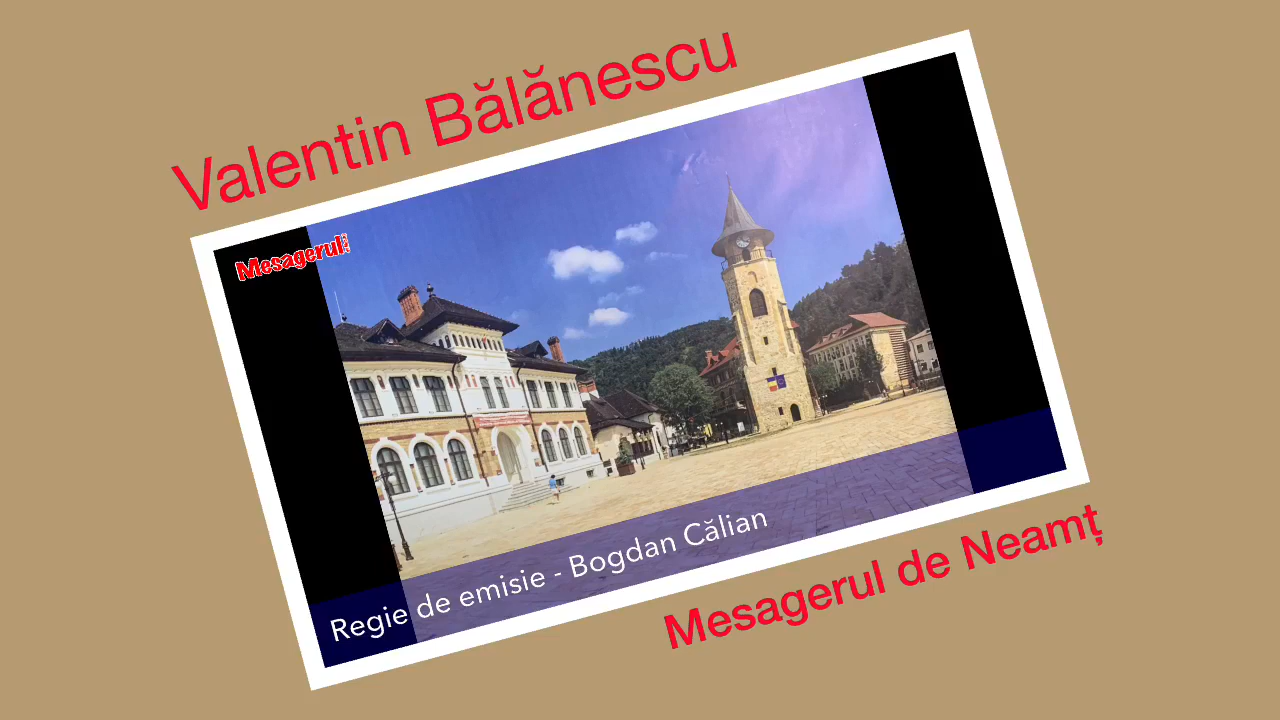 Valentin Bălănescu
Mesagerul
Regie de emisie - Bogdan Călian
Mesagerul de Neamț